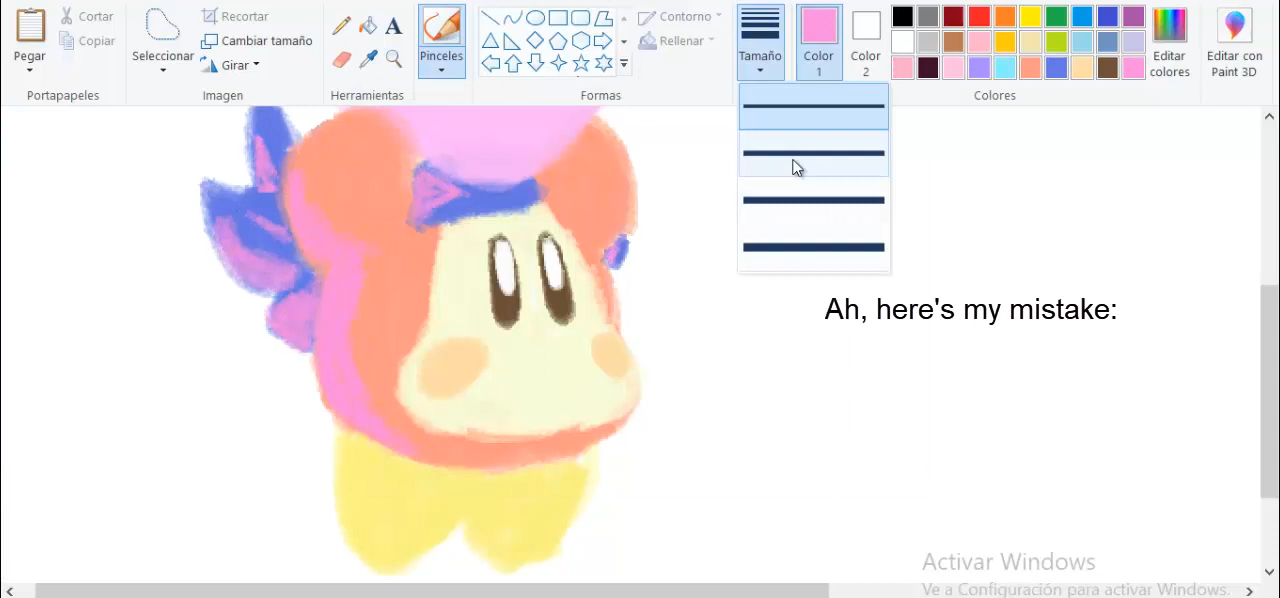 Pegar
Cortar
Copiar
Portapapeles
Seleccionar
Recortar
Cambiar tamaño
Girar
Imagen
A
Herramientas
Pinceles
Formas
Contorno
Rellenar
Tamaño
Color
1
Color
2
Colores
Editar
colores
Editar con
Paint 3D
Ah, here's my mistake:
Activar Windows
Ve a Configuración para activar Windows.